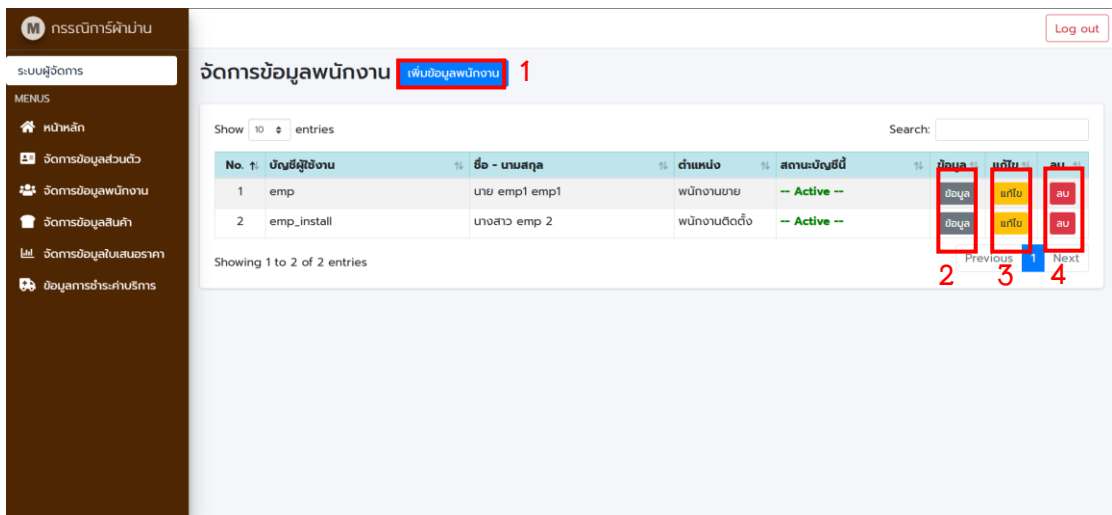 M กรรณิการ์ผ้าม่าน
Log out
ระบบผู้จัดการ
จัดการข้อมูลพนักงาน เพิ่มข้อมูลพนักงาน 1
MENUS
หน้าหลัก
จัดการข้อมูลส่วนตัว
จัดการข้อมูลพนักงาน
จัดการข้อมูลสินค้า
จัดการข้อมูลใบเสนอราคา
ข้อมูลการชำระค่าบริการ
Show 10 entries Search:
No. บัญชีผู้ใช้งาน ชื่อ - นามสกุล ตำแหน่ง สถานะบัญชีนี้ ข้อมูล แก้ไข ลบ
1 emp นาย emp1 emp1 พนักงานขาย -- Active -- ข้อมูล แก้ไข ลบ
2 emp_install นางสาว emp 2 พนักงานติดตั้ง -- Active -- ข้อมูล แก้ไข ลบ
Showing 1 to 2 of 2 entries Previous 1 Next
2 3 4